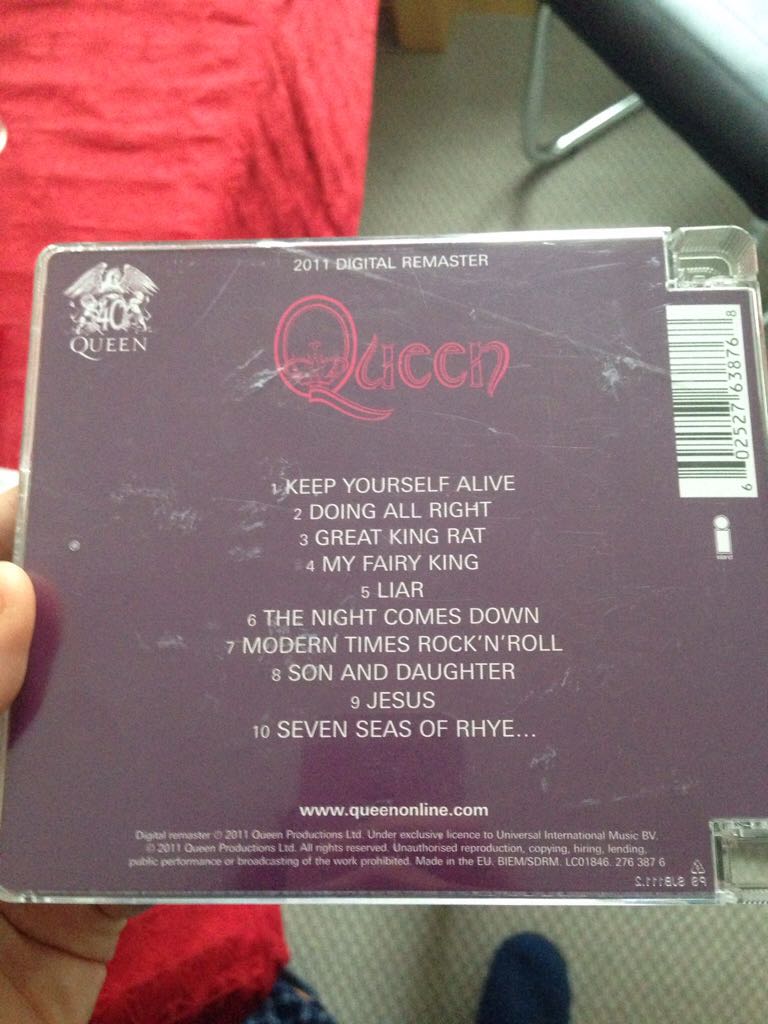 2011 DIGITAL REMASTER
40
QUEEN
Queen
1 KEEP YOURSELF ALIVE
2 DOING ALL RIGHT
3 GREAT KING RAT
4 MY FAIRY KING
5 LIAR
6 THE NIGHT COMES DOWN
7 MODERN TIMES ROCK'N'ROLL
8 SON AND DAUGHTER
9 JESUS
10 SEVEN SEAS OF RHYE...
www.queenonline.com
Digital remaster ℗ 2011 Queen Productions Ltd. Under exclusive licence to Universal International Music BV.
© 2011 Queen Productions Ltd. All rights reserved. Unauthorised reproduction, copying, hiring, lending,
public performance or broadcasting of the work prohibited. Made in the EU. BIEM/SDRM. LC01846. 276 387 6
6 02527 63876 8
island